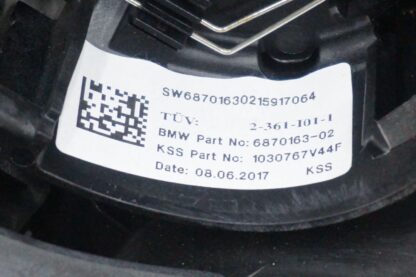 SW68701630215917064
TÜV: 2-361-101-1
BMW Part No: 6870163-02
KSS Part No: 1030767V44F
Date: 08.06.2017 KSS